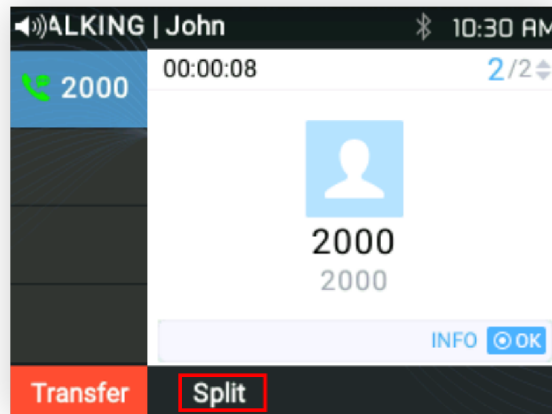 ALKING | John 10:30 AM
2000 00:00:08 2/2
2000
2000
INFO OK
Transfer Split